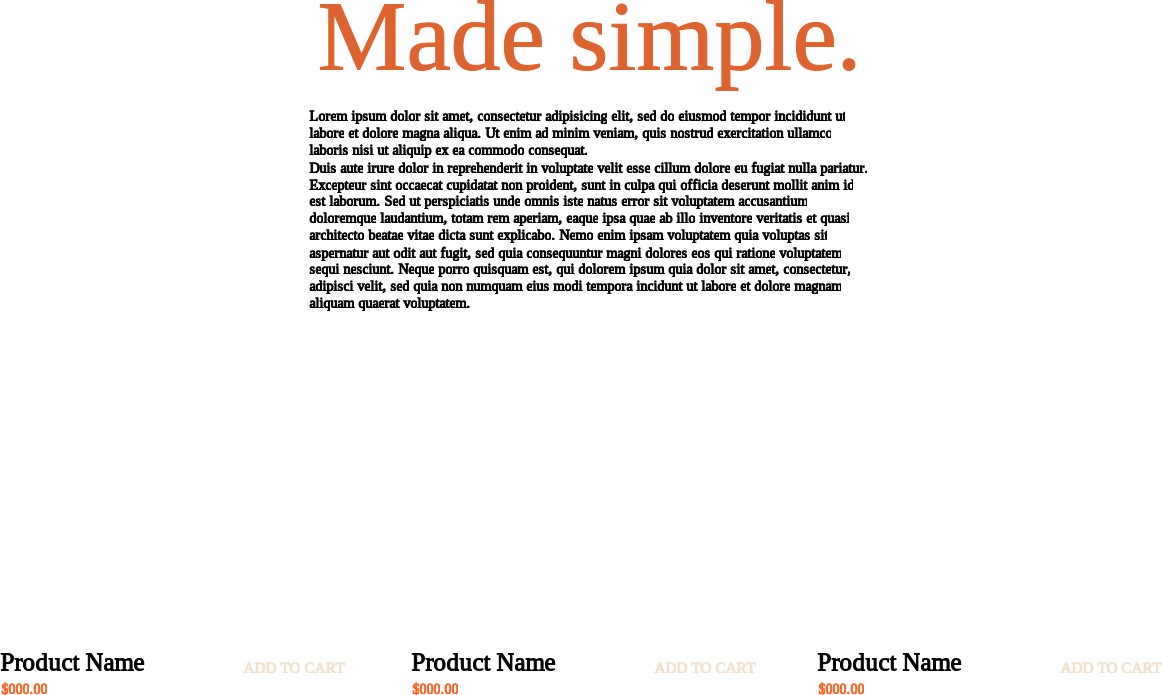 Made simple.
Lorem ipsum dolor sit amet, consectetur adipisicing elit, sed do eiusmod tempor incididunt ut
labore et dolore magna aliqua. Ut enim ad minim veniam, quis nostrud exercitation ullamco
laboris nisi ut aliquip ex ea commodo consequat.
Duis aute irure dolor in reprehenderit in voluptate velit esse cillum dolore eu fugiat nulla pariatur.
Excepteur sint occaecat cupidatat non proident, sunt in culpa qui officia deserunt mollit anim id
est laborum. Sed ut perspiciatis unde omnis iste natus error sit voluptatem accusantium
doloremque laudantium, totam rem aperiam, eaque ipsa quae ab illo inventore veritatis et quasi
architecto beatae vitae dicta sunt explicabo. Nemo enim ipsam voluptatem quia voluptas sit
aspernatur aut odit aut fugit, sed quia consequuntur magni dolores eos qui ratione voluptatem
sequi nesciunt. Neque porro quisquam est, qui dolorem ipsum quia dolor sit amet, consectetur,
adipisci velit, sed quia non numquam eius modi tempora incidunt ut labore et dolore magnam
aliquam quaerat voluptatem.
Product Name ADD TO CART Product Name ADD TO CART Product Name ADD TO CART
$000.00 $000.00 $000.00